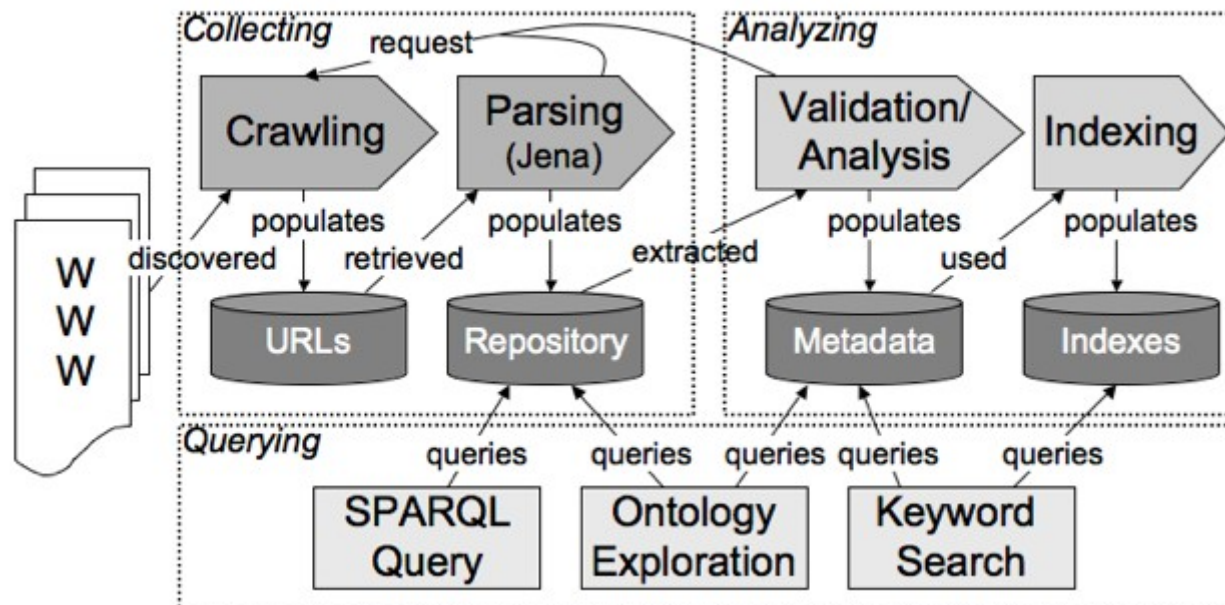 Collecting
Analyzing
request
Crawling
Parsing
(Jena)
Validation/
Analysis
Indexing
W
W
W
discovered
populates
retrieved
populates
extracted
populates
used
populates
URLs
Repository
Metadata
Indexes
Querying
queries
queries
queries
queries
queries
SPARQL
Query
Ontology
Exploration
Keyword
Search